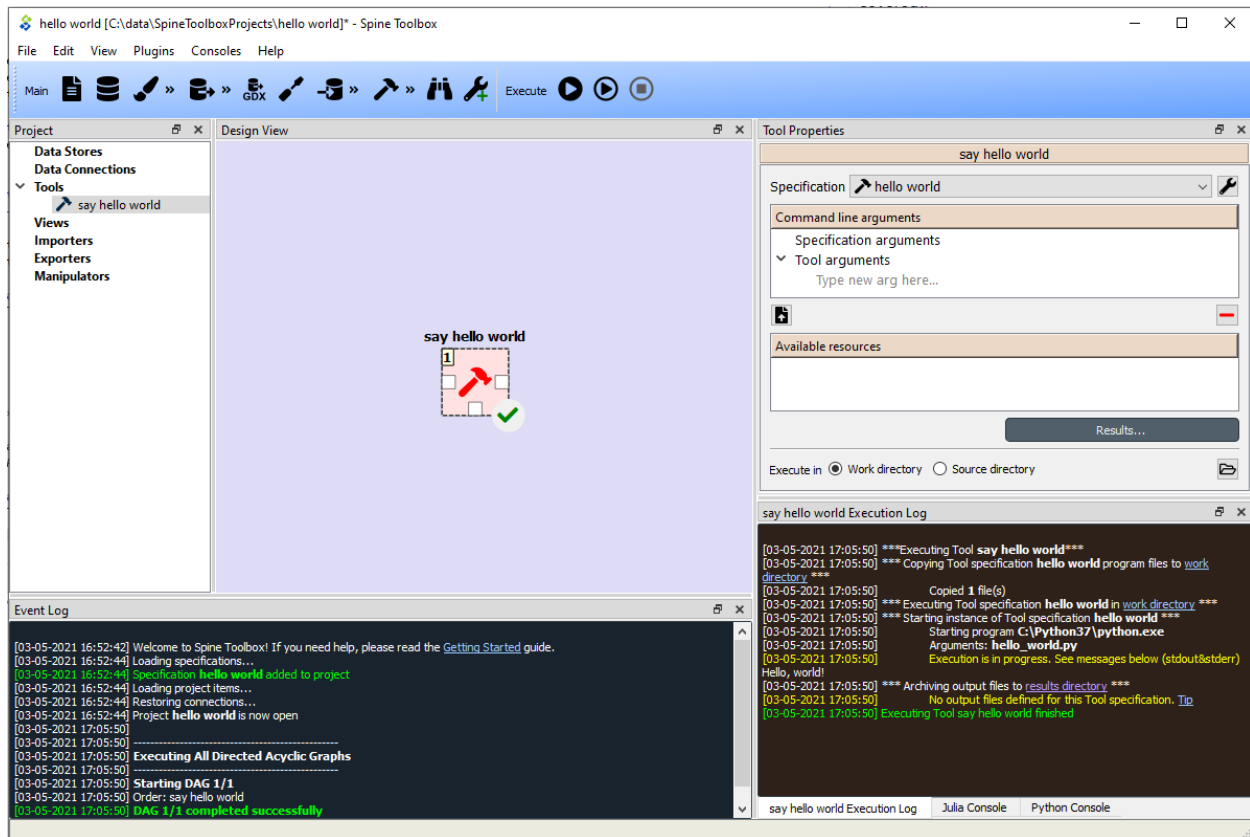 hello world [C:\data\SpineToolboxProjects\hello world]* - Spine Toolbox
File Edit View Plugins Consoles Help
Main » » GDX » » Execute
Project
Data Stores
Data Connections
Tools
say hello world
Views
Importers
Exporters
Manipulators
Design View
say hello world
1
Tool Properties
say hello world
Specification hello world
Command line arguments
Specification arguments
Tool arguments
Type new arg here...
Available resources
Results...
Execute in Work directory Source directory
Event Log
[03-05-2021 16:52:42] Welcome to Spine Toolbox! If you need help, please read the Getting Started guide.
[03-05-2021 16:52:44] Loading specifications...
[03-05-2021 16:52:44] Specification hello world added to project
[03-05-2021 16:52:44] Loading project items...
[03-05-2021 16:52:44] Restoring connections...
[03-05-2021 16:52:44] Project hello world is now open
[03-05-2021 17:05:50]
[03-05-2021 17:05:50] --------------------------------------------------
[03-05-2021 17:05:50] Executing All Directed Acyclic Graphs
[03-05-2021 17:05:50] --------------------------------------------------
[03-05-2021 17:05:50] Starting DAG 1/1
[03-05-2021 17:05:50] Order: say hello world
[03-05-2021 17:05:50] DAG 1/1 completed successfully
say hello world Execution Log
[03-05-2021 17:05:50] ***Executing Tool say hello world***
[03-05-2021 17:05:50] *** Copying Tool specification hello world program files to work
directory ***
[03-05-2021 17:05:50] Copied 1 file(s)
[03-05-2021 17:05:50] *** Executing Tool specification hello world in work directory ***
[03-05-2021 17:05:50] *** Starting instance of Tool specification hello world ***
[03-05-2021 17:05:50] Starting program C:\Python37\python.exe
[03-05-2021 17:05:50] Arguments: hello_world.py
[03-05-2021 17:05:50] Execution is in progress. See messages below (stdout&stderr)
Hello, world!
[03-05-2021 17:05:50] *** Archiving output files to results directory ***
[03-05-2021 17:05:50] No output files defined for this Tool specification. Tip
[03-05-2021 17:05:50] Executing Tool say hello world finished
say hello world Execution Log Julia Console Python Console